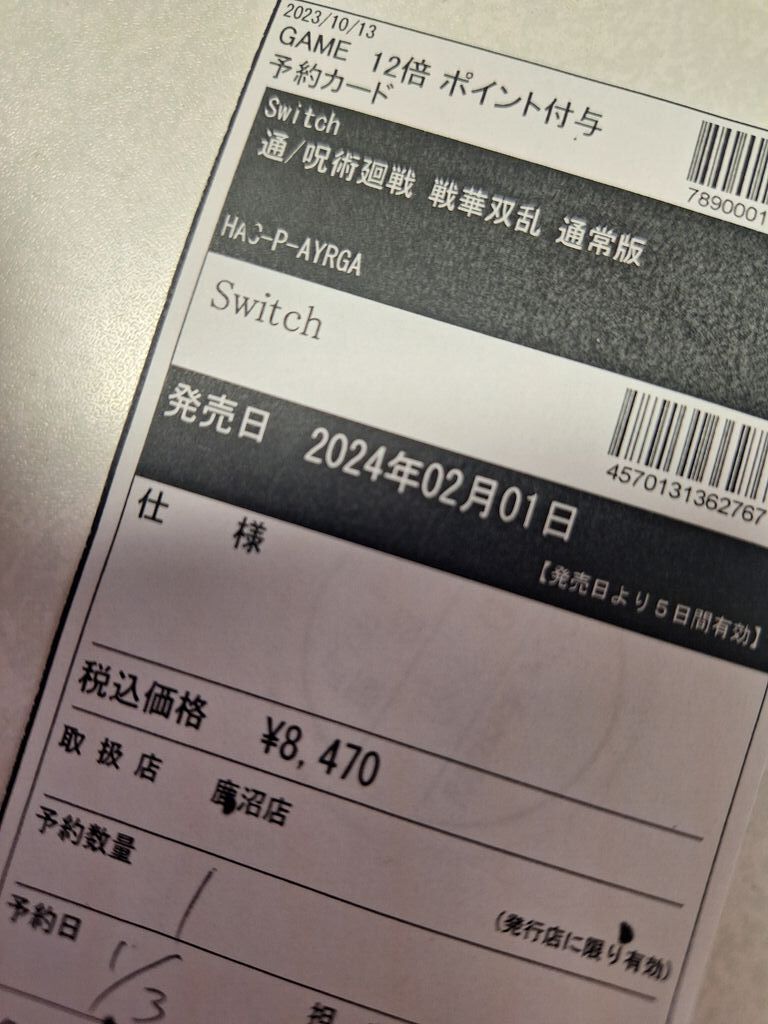 2023/10/13
GAME 12倍 ポイント付与
予約カード
7890001
Switch
通/呪術廻戦 戦華双乱 通常版
HAC-P-AYRGA
Switch
4570131362767
発売日 2024年02月01日
【発売日より５日間有効】
仕 様
税込価格 ¥8,470
取 扱 店 鹿沼店
予約数量 1
(発行店に限り有効)
予約日 1/3
担